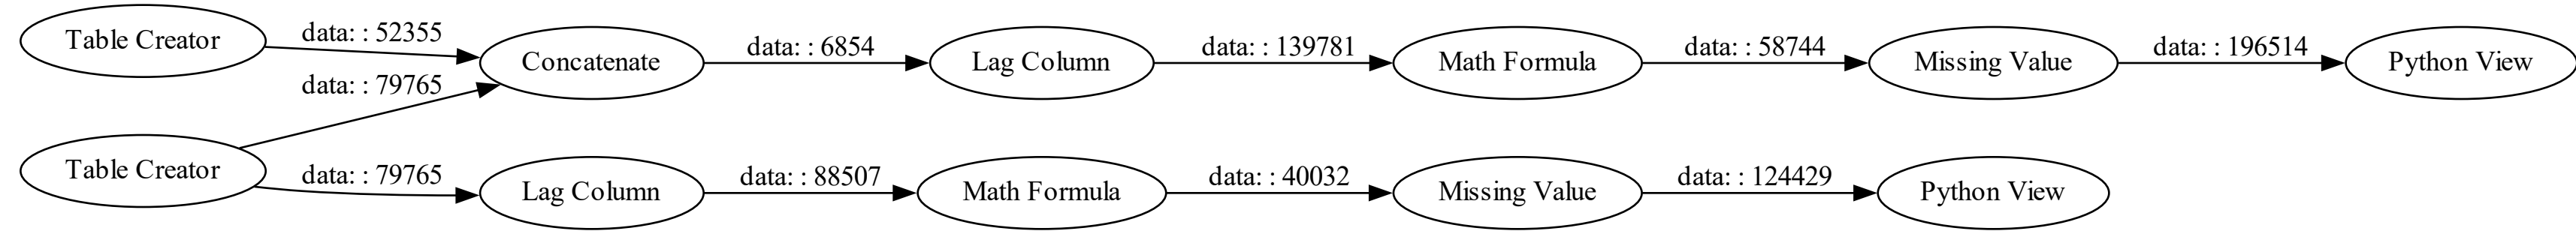 Table Creator
data: : 52355
Concatenate
data: : 6854
Lag Column
data: : 139781
Math Formula
data: : 58744
Missing Value
data: : 196514
Python View
data: : 79765
Table Creator
data: : 79765
Lag Column
data: : 88507
Math Formula
data: : 40032
Missing Value
data: : 124429
Python View